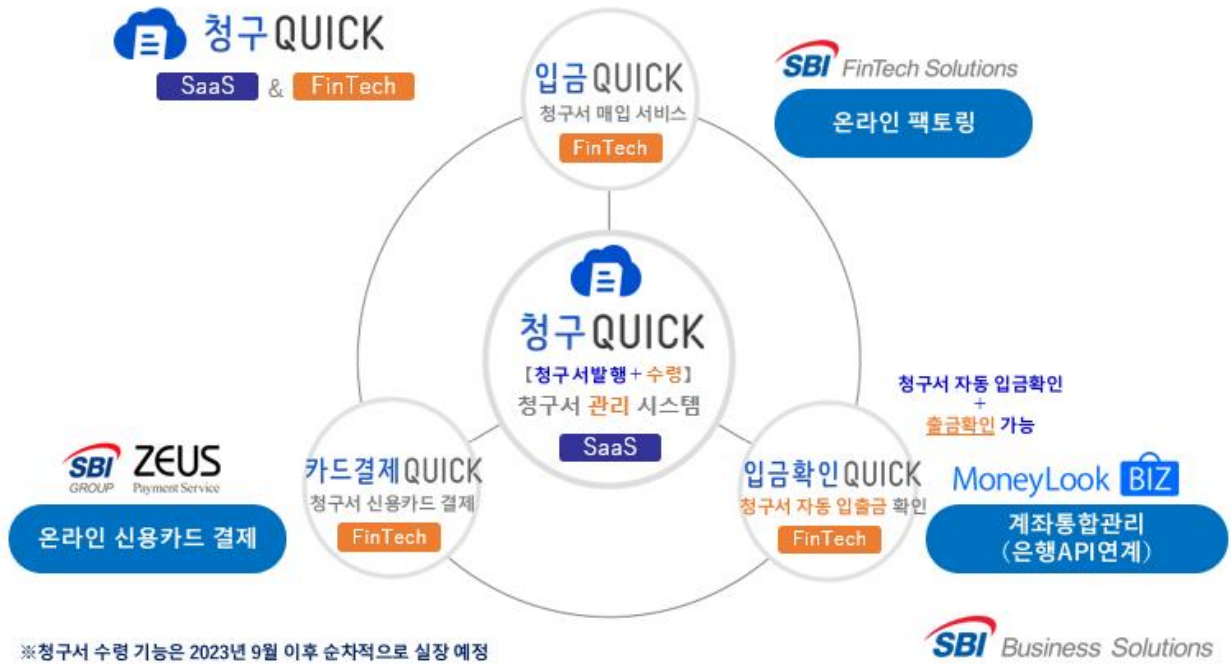 청구QUICK
SaaS & FinTech
입금QUICK
청구서 매입 서비스
FinTech
SBI FinTech Solutions
온라인 팩토링
청구QUICK
【청구서발행+수령】
청구서 관리 시스템
SaaS
청구서 자동 입금확인
+
출금확인 가능
SBI GROUP ZEUS Payment Service
온라인 신용카드 결제
카드결제QUICK
청구서 신용카드 결제
FinTech
입금확인QUICK
청구서 자동 입출금 확인
FinTech
MoneyLook BIZ
계좌통합관리
(은행API연계)
※청구서 수령 기능은 2023년 9월 이후 순차적으로 실장 예정
SBI Business Solutions